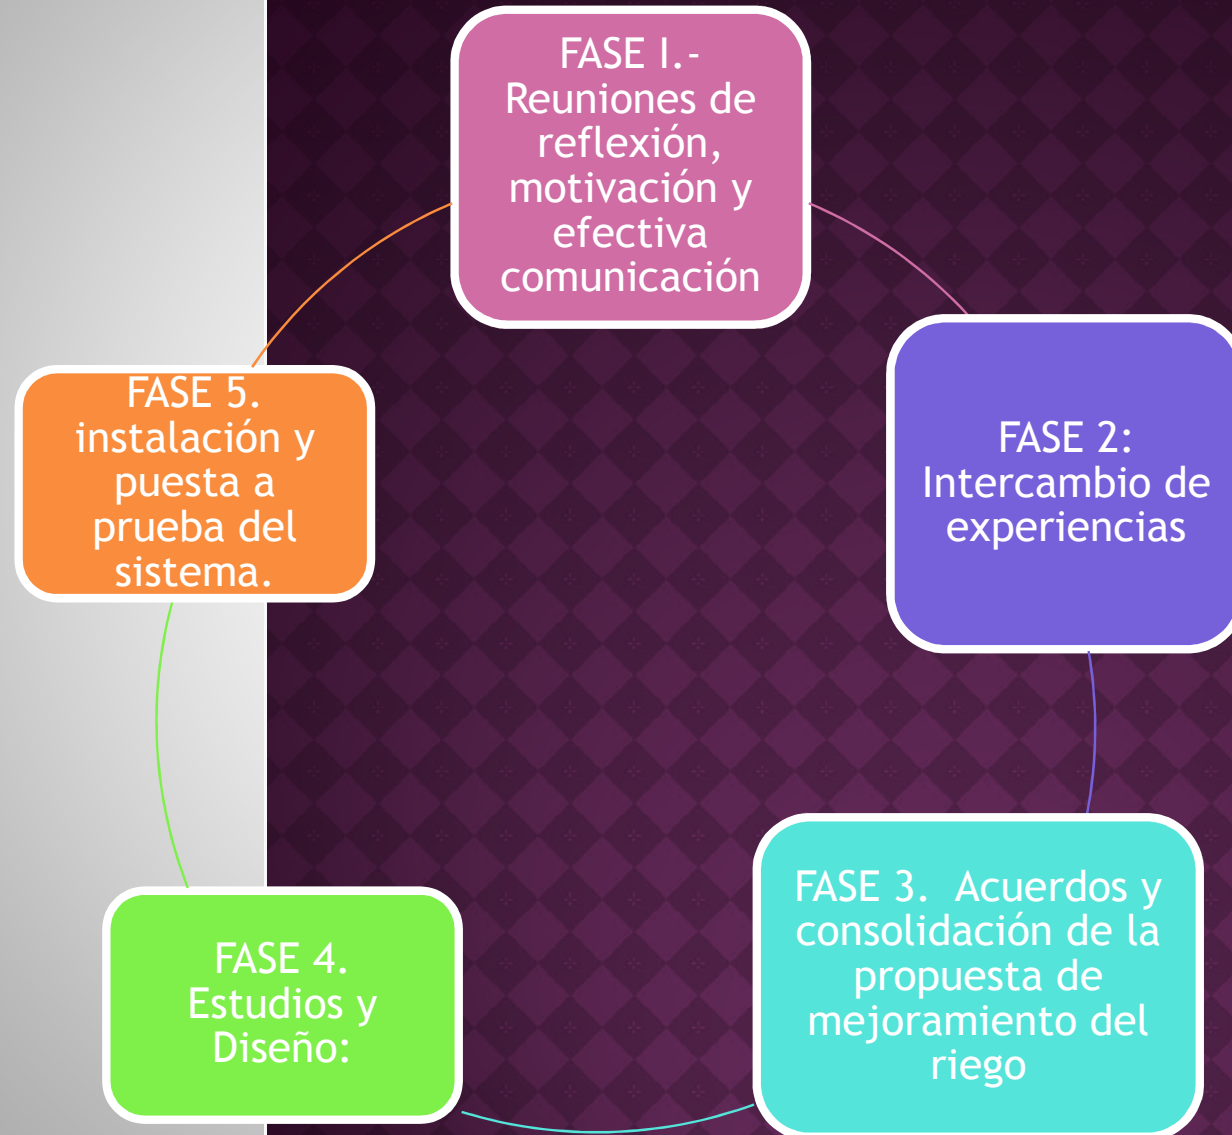 FASE I.-
Reuniones de
reflexión,
motivación y
efectiva
comunicación
FASE 2:
Intercambio de
experiencias
FASE 3.  Acuerdos y
consolidación de la
propuesta de
mejoramiento del
riego
FASE 4.
Estudios y
Diseño:
FASE 5.
instalación y
puesta a
prueba del
sistema.